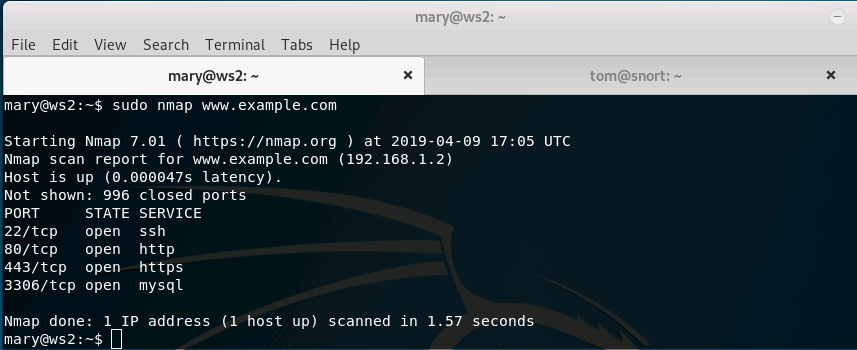 mary@ws2: ~
File Edit View Search Terminal Tabs Help
mary@ws2: ~ × tom@snort: ~ ×
mary@ws2:~$ sudo nmap www.example.com
Starting Nmap 7.01 ( https://nmap.org ) at 2019-04-09 17:05 UTC
Nmap scan report for www.example.com (192.168.1.2)
Host is up (0.000047s latency).
Not shown: 996 closed ports
PORT     STATE SERVICE
22/tcp   open  ssh
80/tcp   open  http
443/tcp  open  https
3306/tcp open  mysql
Nmap done: 1 IP address (1 host up) scanned in 1.57 seconds
mary@ws2:~$